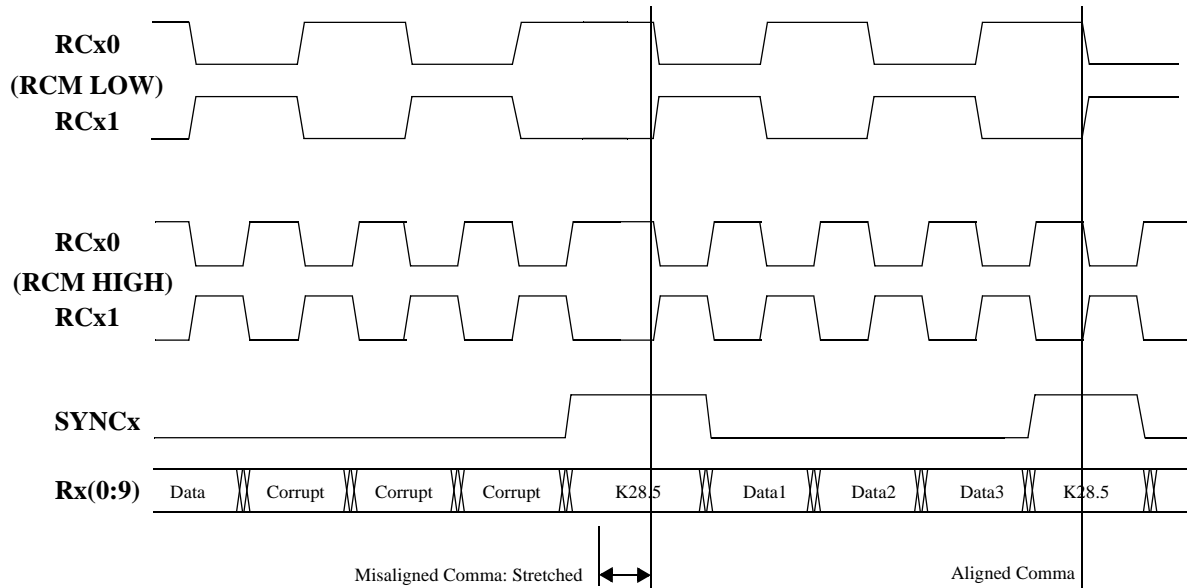 RCx0
(RCM LOW)
RCx1
RCx0
(RCM HIGH)
RCx1
SYNCx
Rx(0:9) Data Corrupt Corrupt Corrupt K28.5 Data1 Data2 Data3 K28.5
Misaligned Comma: Stretched Aligned Comma